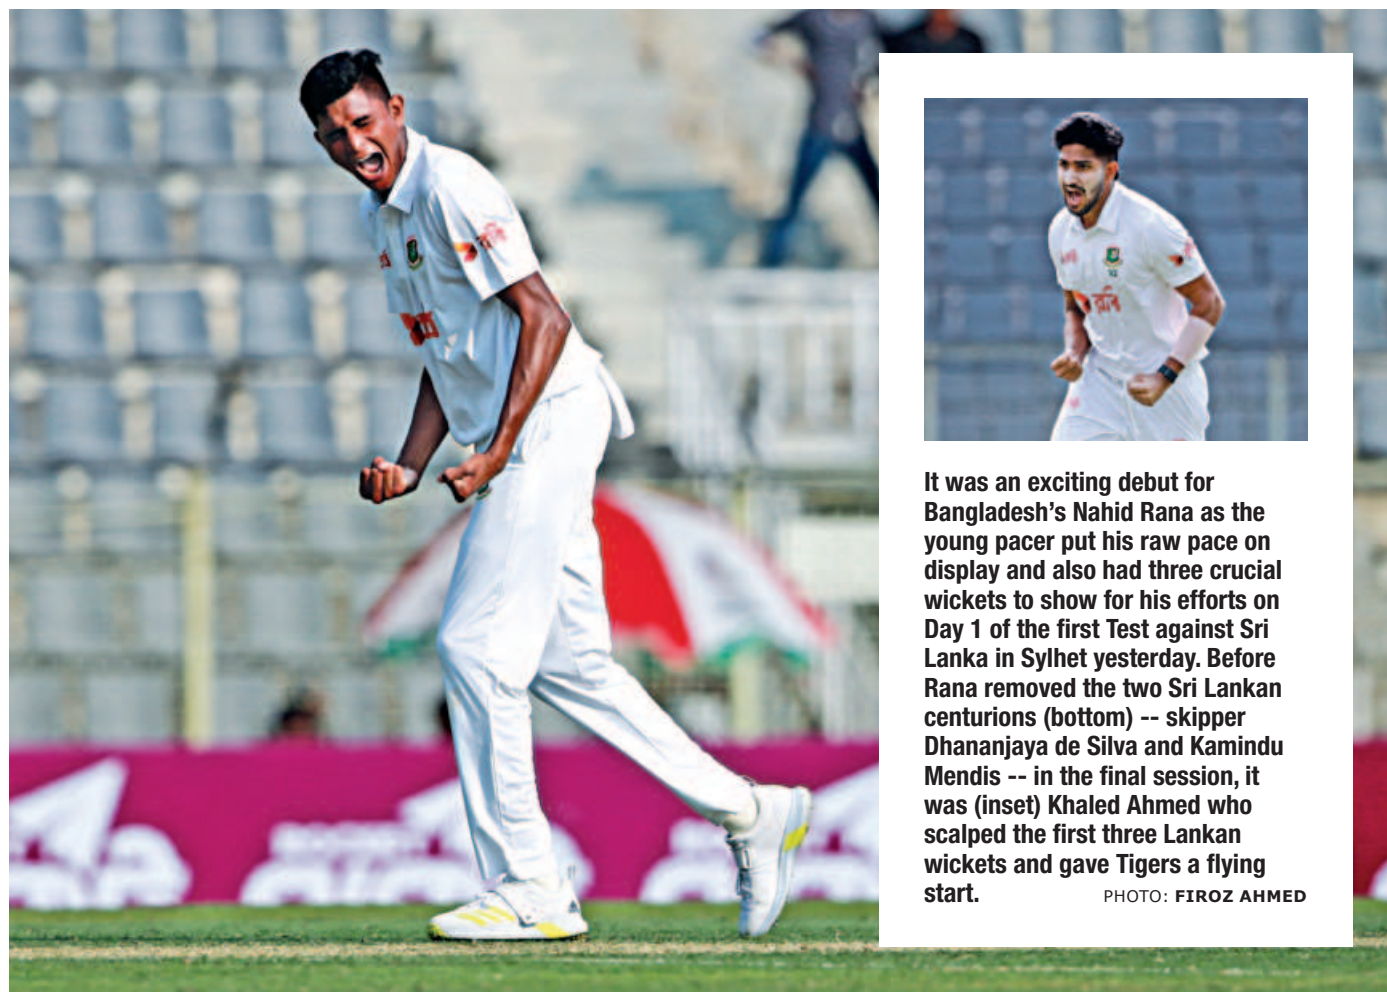 It was an exciting debut for
Bangladesh’s Nahid Rana as the
young pacer put his raw pace on
display and also had three crucial
wickets to show for his efforts on
Day 1 of the first Test against Sri
Lanka in Sylhet yesterday. Before
Rana removed the two Sri Lankan
centurions (bottom) -- skipper
Dhananjaya de Silva and Kamindu
Mendis -- in the final session, it
was (inset) Khaled Ahmed who
scalped the first three Lankan
wickets and gave Tigers a flying
start. PHOTO: FIROZ AHMED
রবি